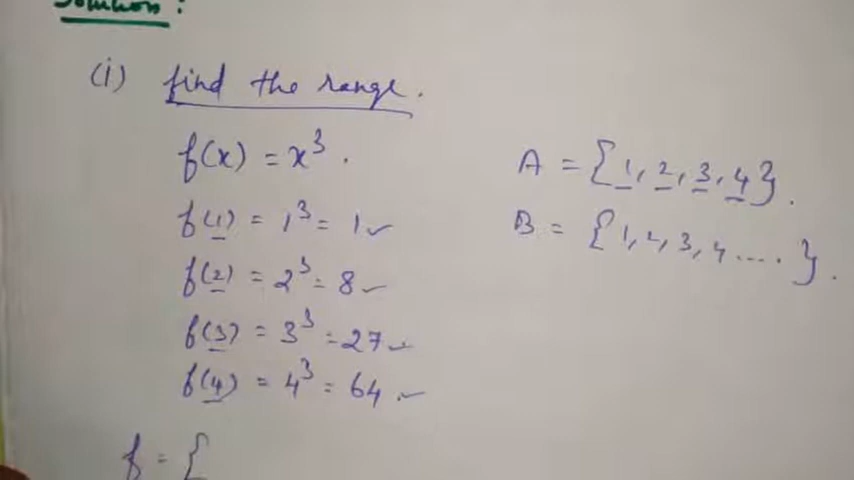 Solution :
(i) find the range.
f(x) = x³.
f(1) = 1³ = 1 ✓
f(2) = 2³ = 8 ✓
f(3) = 3³ = 27 ✓
f(4) = 4³ = 64 ✓
f = {
A = {1, 2, 3, 4}.
B = {1, 2, 3, 4 .... }.